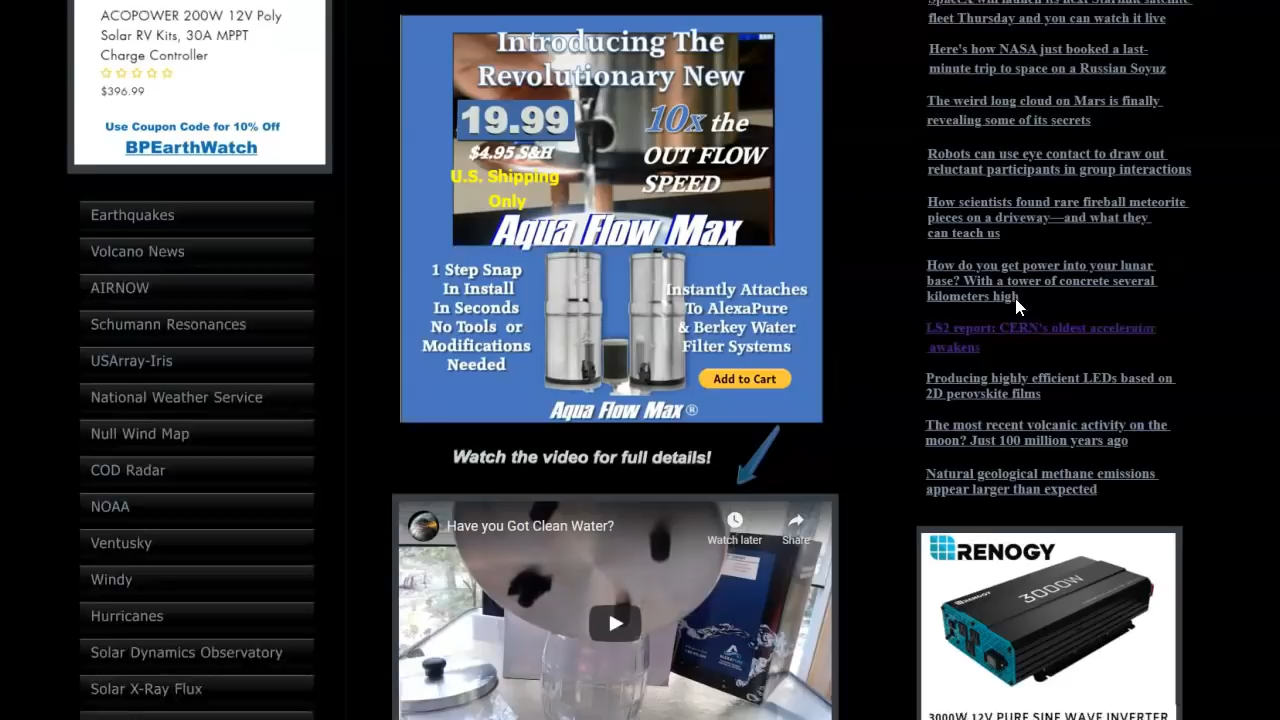 ACOPOWER 200W 12V Poly
Solar RV Kits, 30A MPPT
Charge Controller
$396.99
Use Coupon Code for 10% Off
BPEarthWatch
Earthquakes
Volcano News
AIRNOW
Schumann Resonances
USArray-Iris
National Weather Service
Null Wind Map
COD Radar
NOAA
Ventusky
Windy
Hurricanes
Solar Dynamics Observatory
Solar X-Ray Flux
Introducing The
Revolutionary New
19.99
$4.95 S&H
U.S. Shipping
Only
10x the
OUT FLOW
SPEED
Aqua Flow Max
1 Step Snap
In Install
In Seconds
No Tools or
Modifications
Needed
Instantly Attaches
To AlexaPure
& Berkey Water
Filter Systems
Add to Cart
Aqua Flow Max ®
Watch the video for full details!
Have you Got Clean Water?
Watch later
Share
SpaceX will launch its next Starlink satellite
fleet Thursday and you can watch it live
Here's how NASA just booked a last-
minute trip to space on a Russian Soyuz
The weird long cloud on Mars is finally
revealing some of its secrets
Robots can use eye contact to draw out
reluctant participants in group interactions
How scientists found rare fireball meteorite
pieces on a driveway—and what they
can teach us
How do you get power into your lunar
base? With a tower of concrete several
kilometers high
LS2 report: CERN's oldest accelerator
awakens
Producing highly efficient LEDs based on
2D perovskite films
The most recent volcanic activity on the
moon? Just 100 million years ago
Natural geological methane emissions
appear larger than expected
RENOGY
3000W
3000W 12V PURE SINE WAVE INVERTER